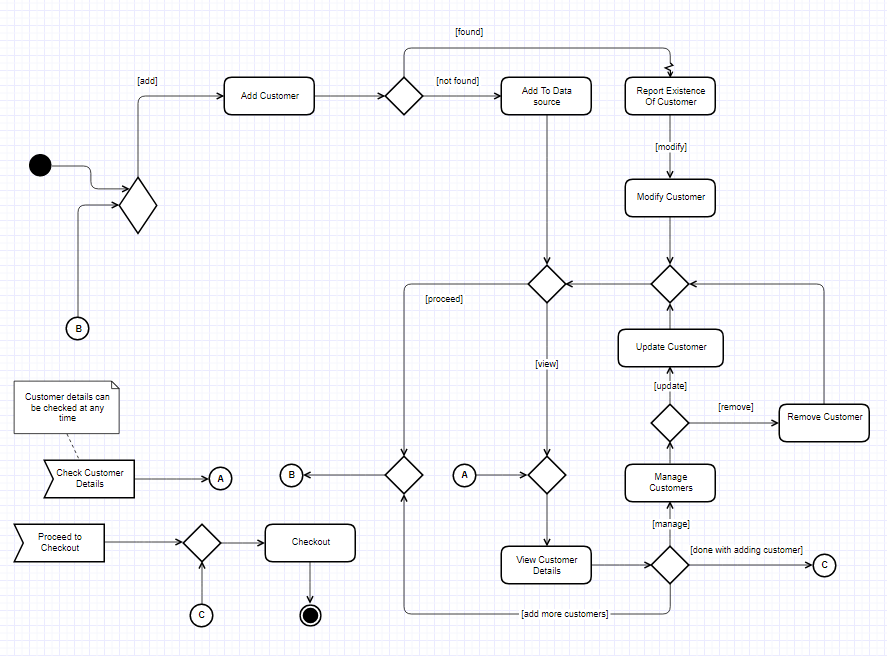 [found]
[add]
Add Customer
[not found]
Add To Data
source
Report Existence
Of Customer
[modify]
Modify Customer
[proceed]
B
Update Customer
[view]
[update]
Customer details can
be checked at any
time
[remove]
Remove Customer
Check Customer
Details
A
B
A
Manage
Customers
[manage]
Proceed to
Checkout
Checkout
[done with adding customer]
View Customer
Details
C
C
[add more customers]